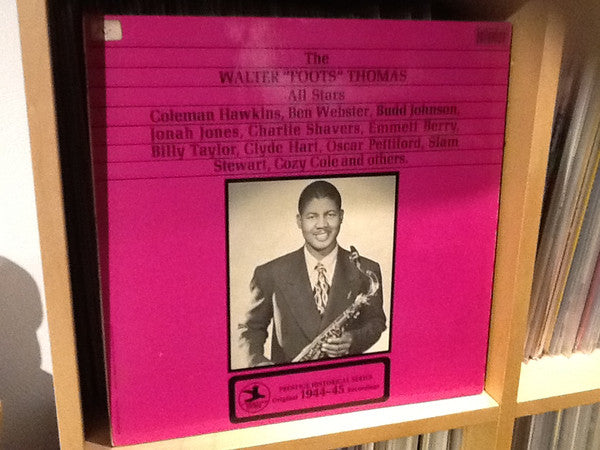 The
WALTER "FOOTS" THOMAS
All Stars
Coleman Hawkins, Ben Webster, Budd Johnson,
Jonah Jones, Charlie Shavers, Emmett Berry,
Billy Taylor, Clyde Hart, Oscar Pettiford, Slam
Stewart, Cozy Cole and others.
PRESTIGE HISTORICAL SERIES
Original 1944-45 Recordings